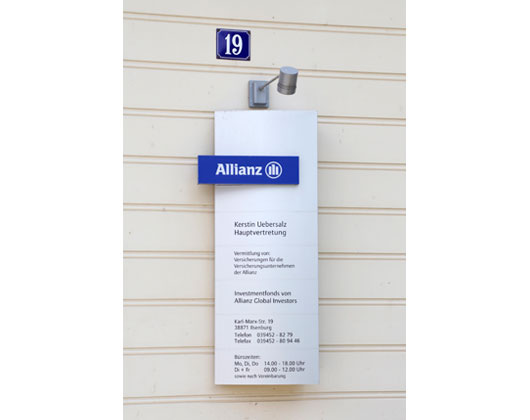 19
Allianz
Kerstin Uebersalz
Hauptvertretung
Vermittlung von:
Versicherungen für die
Versicherungsunternehmen
der Allianz
Investmentfonds von
Allianz Global Investors
Karl-Marx-Str. 19
38871 Ilsenburg
Telefon 039452 - 82 79
Telefax 039452 - 80 94 46
Bürozeiten:
Mo, Di, Do 14.00 - 18.00 Uhr
Di + Fr 09.00 - 12.00 Uhr
sowie nach Vereinbarung